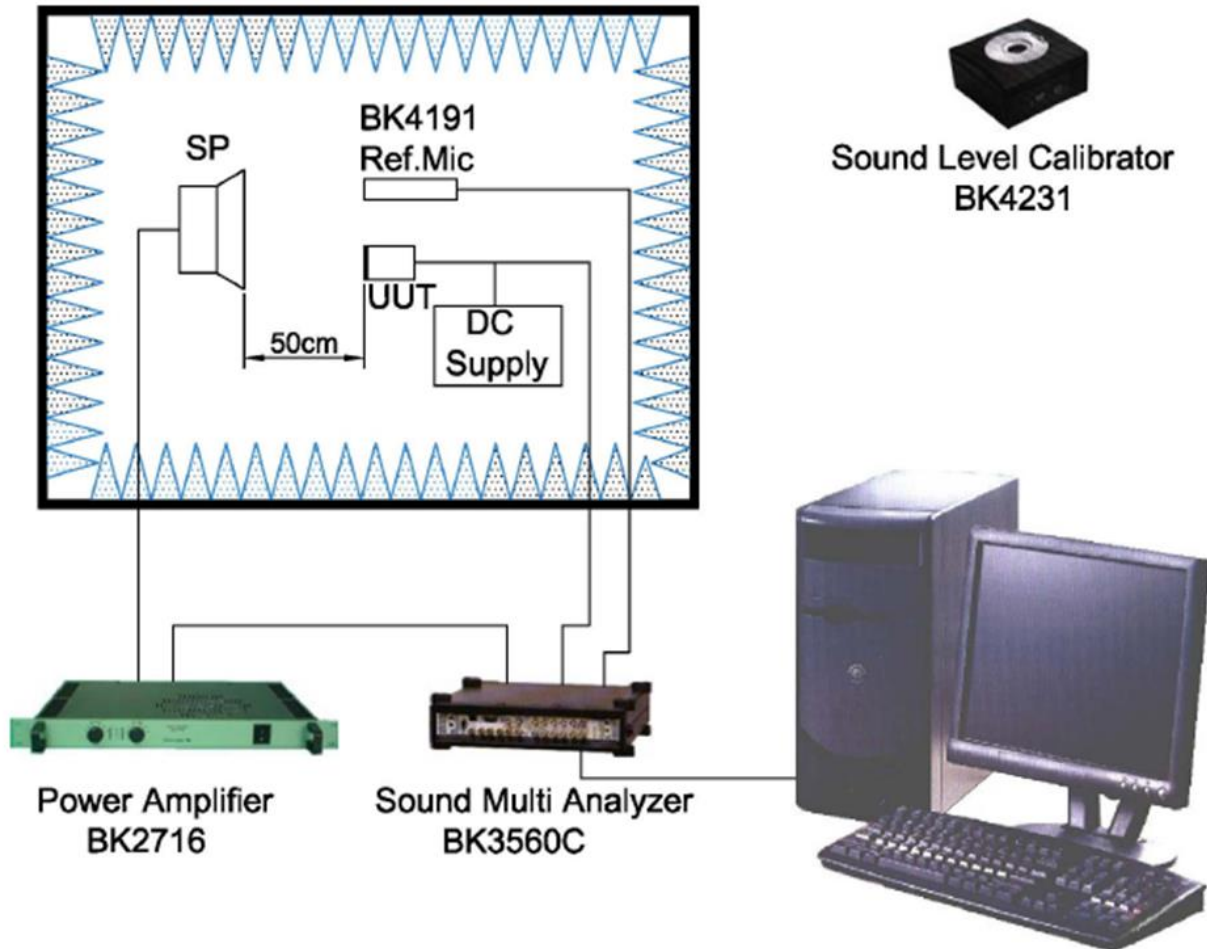 BK4191
Ref.Mic
SP
UUT
DC
Supply
50cm
Sound Level Calibrator
BK4231
Power Amplifier
BK2716
Sound Multi Analyzer
BK3560C